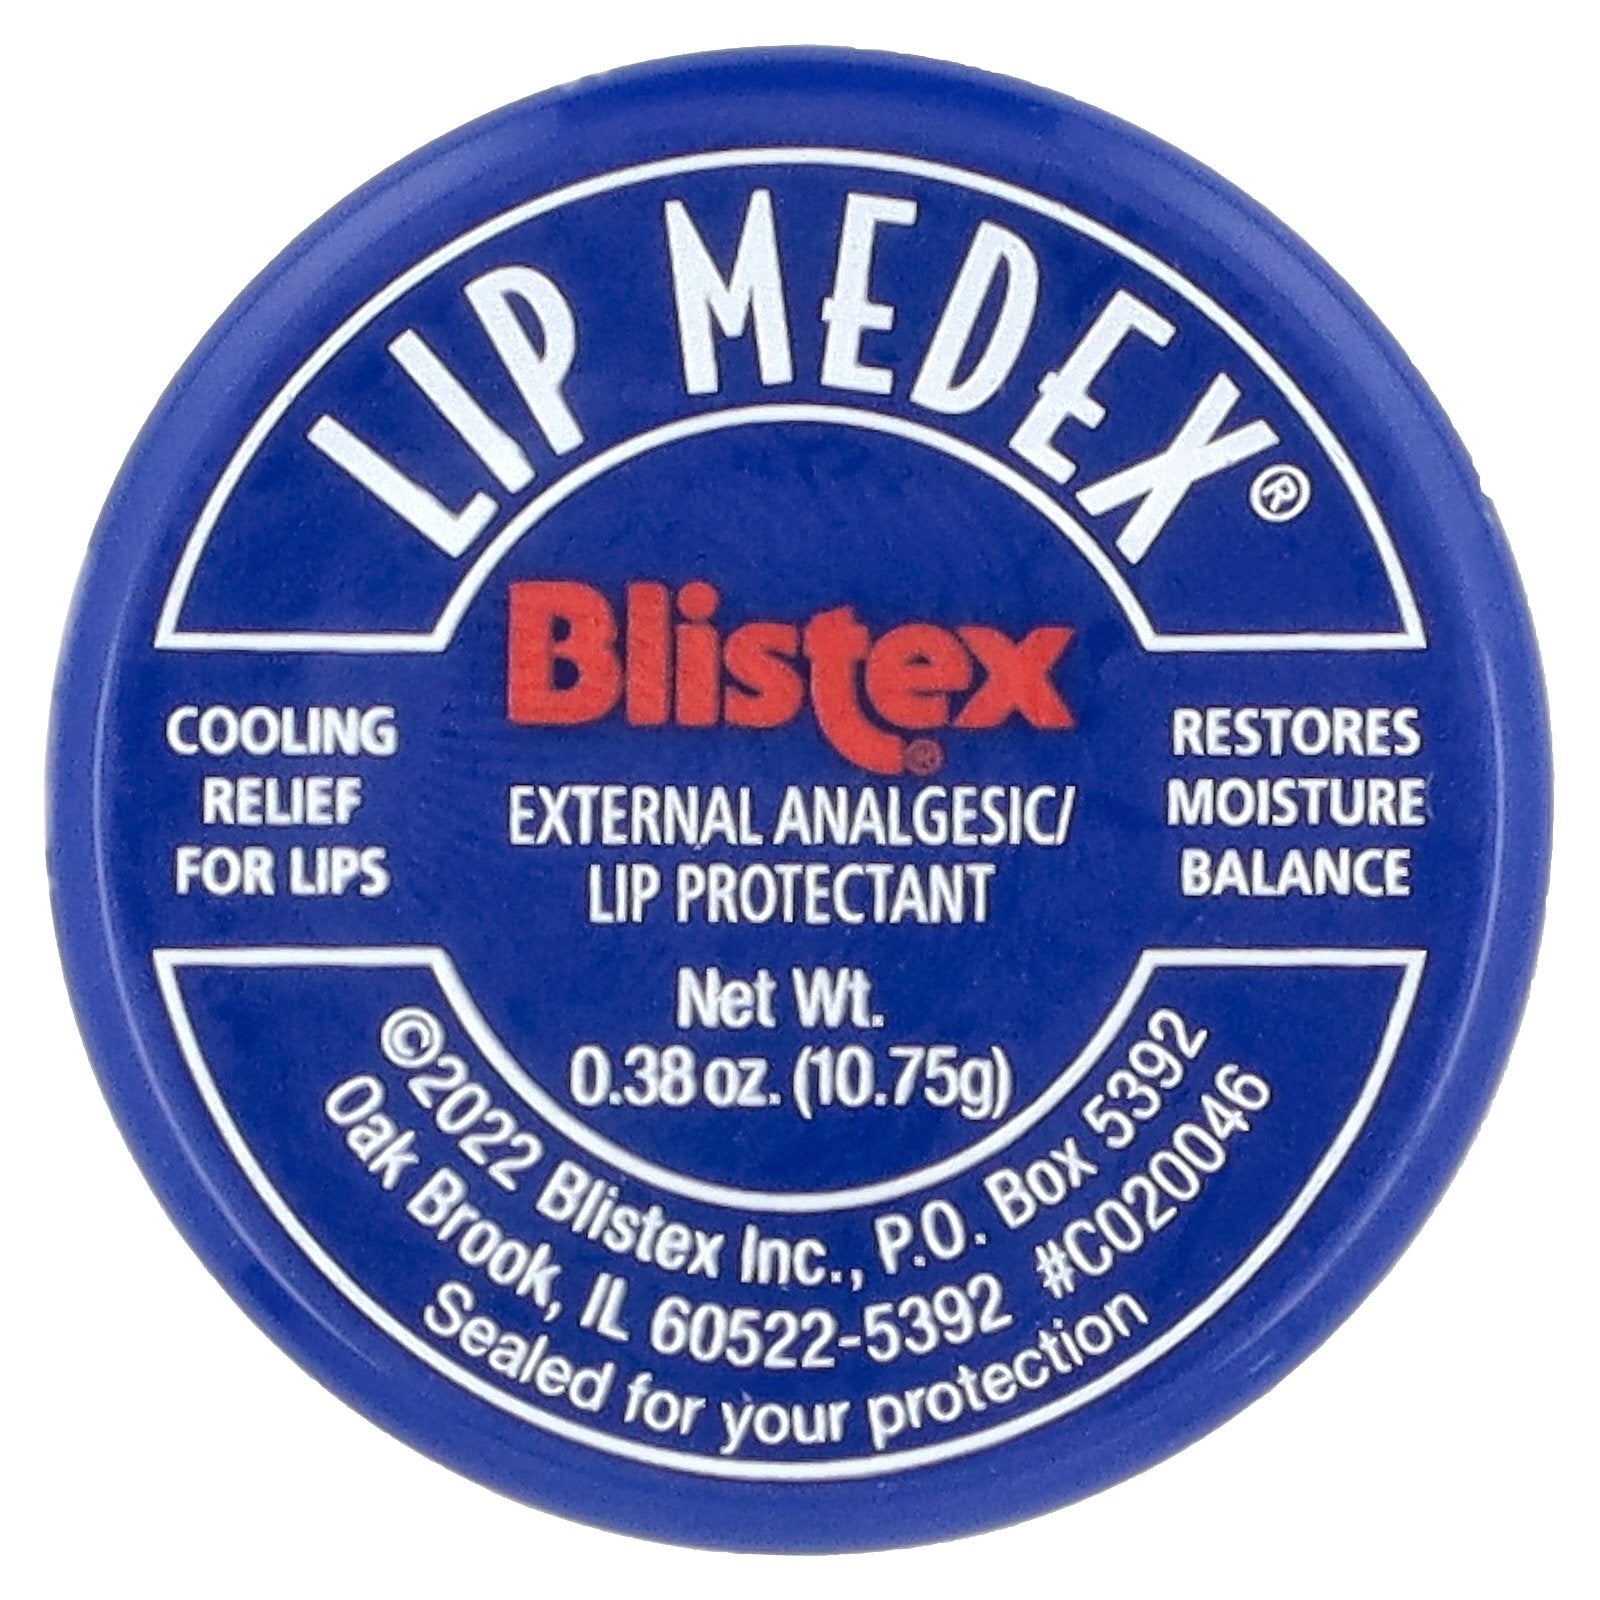 LIP MEDEX®
Blistex®
COOLING
RELIEF
FOR LIPS
EXTERNAL ANALGESIC/
LIP PROTECTANT
RESTORES
MOISTURE
BALANCE
Net Wt.
0.38 oz. (10.75g)
©2022 Blistex Inc., P.O. Box 5392
Oak Brook, IL 60522-5392 #C020046
Sealed for your protection